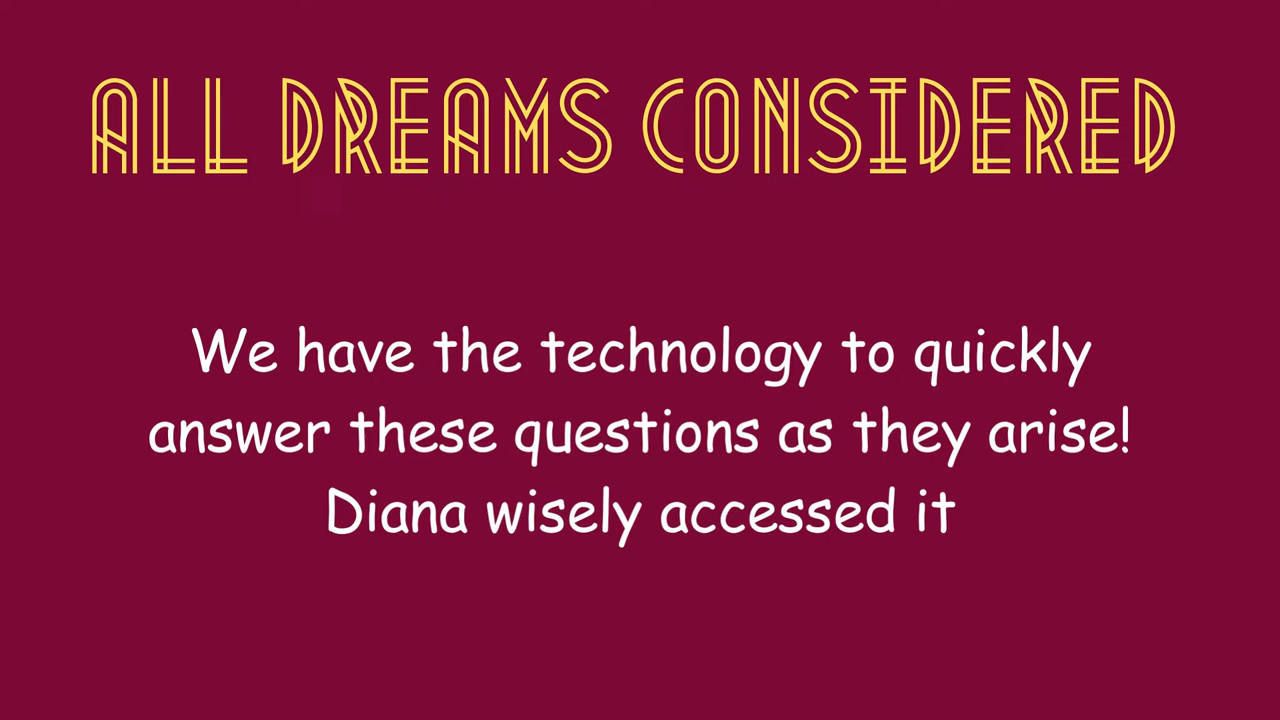 ALL DREAMS CONSIDERED
We have the technology to quickly
answer these questions as they arise!
Diana wisely accessed it